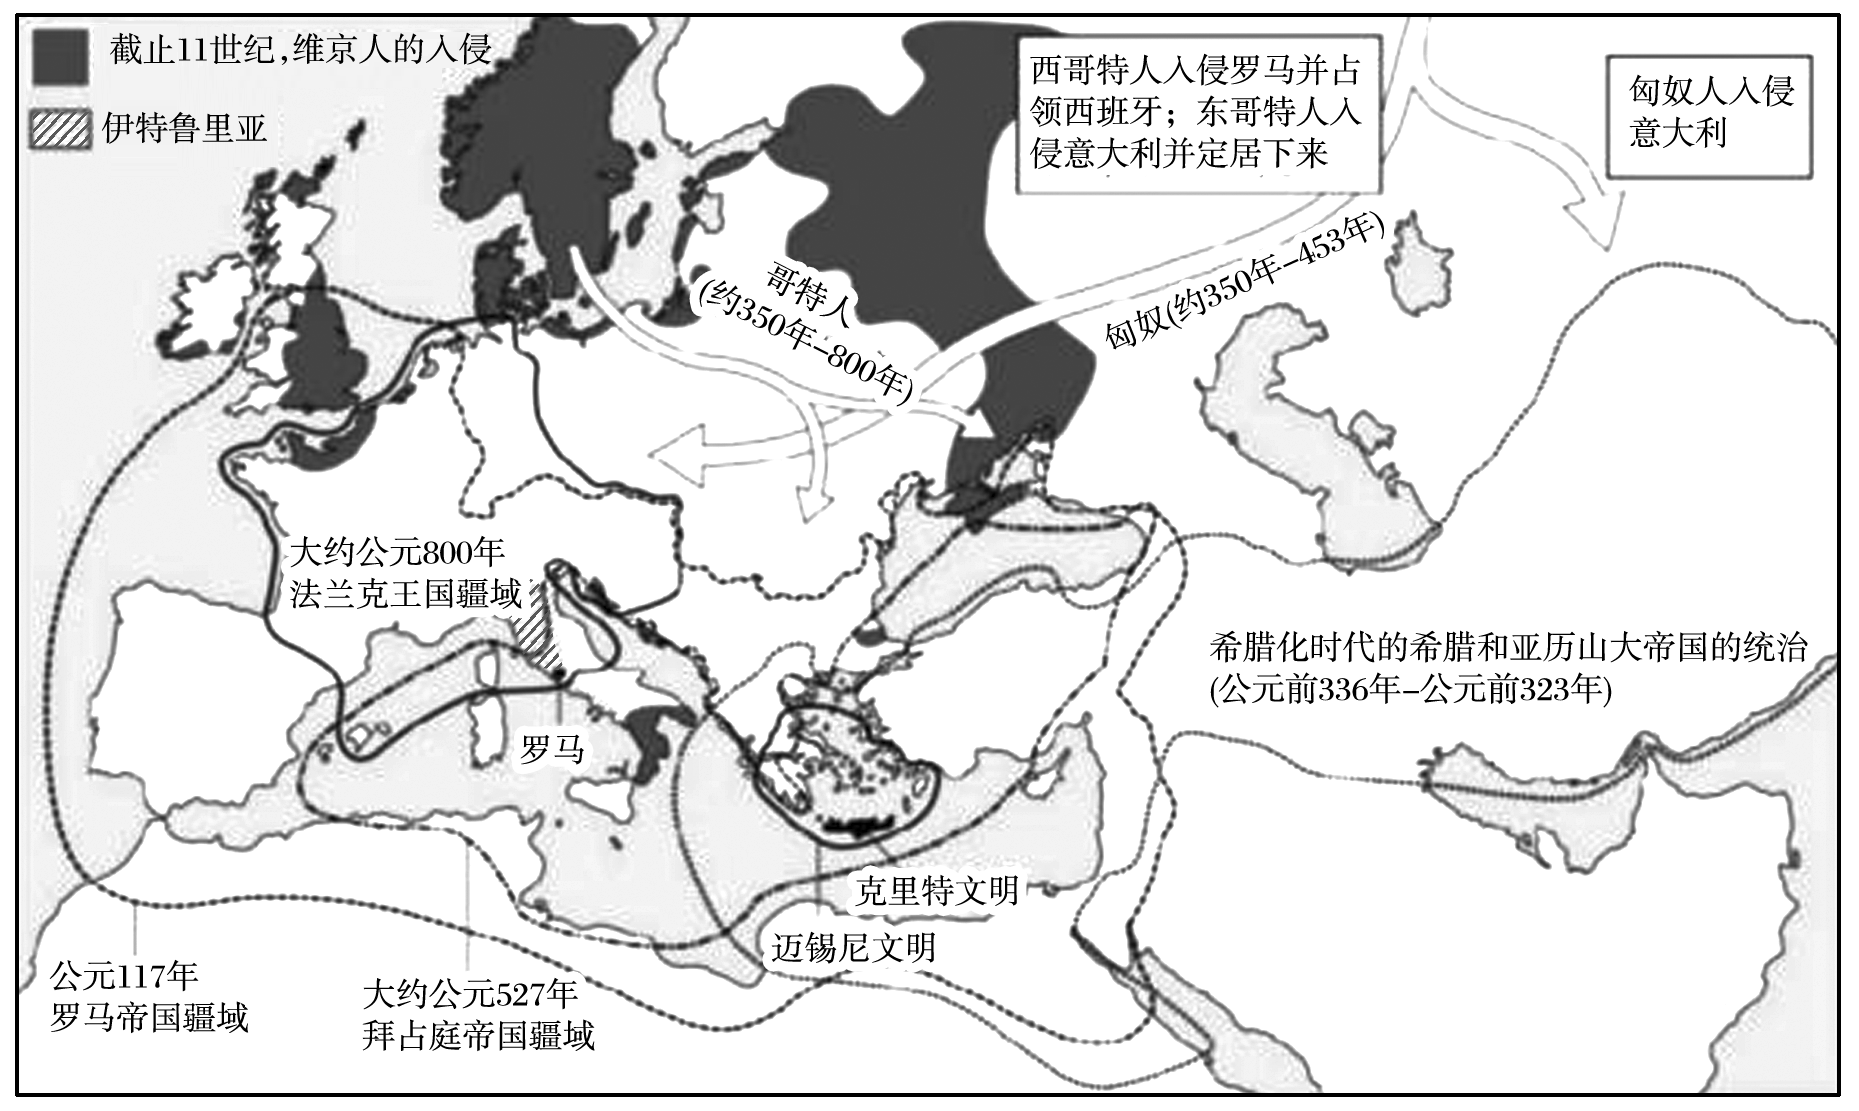 截止11世纪,维京人的入侵
伊特鲁里亚
西哥特人入侵罗马并占
领西班牙；东哥特人入
侵意大利并定居下来
匈奴人入侵
意大利
哥特人
(约350年-800年)
匈奴(约350年-453年)
大约公元800年
法兰克王国疆域
希腊化时代的希腊和亚历山大帝国的统治
(公元前336年-公元前323年)
罗马
克里特文明
迈锡尼文明
公元117年
罗马帝国疆域
大约公元527年
拜占庭帝国疆域